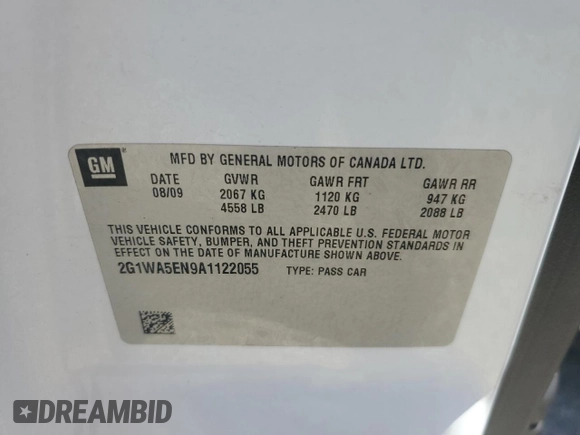 GM
MFD BY GENERAL MOTORS OF CANADA LTD.
DATE GVWR GAWR FRT GAWR RR
08/09 2067 KG 1120 KG 947 KG
4558 LB 2470 LB 2088 LB
THIS VEHICLE CONFORMS TO ALL APPLICABLE U.S. FEDERAL MOTOR
VEHICLE SAFETY, BUMPER, AND THEFT PREVENTION STANDARDS IN
EFFECT ON THE DATE OF MANUFACTURE SHOWN ABOVE.
2G1WA5EN9A1122055 TYPE: PASS CAR
DREAMBID